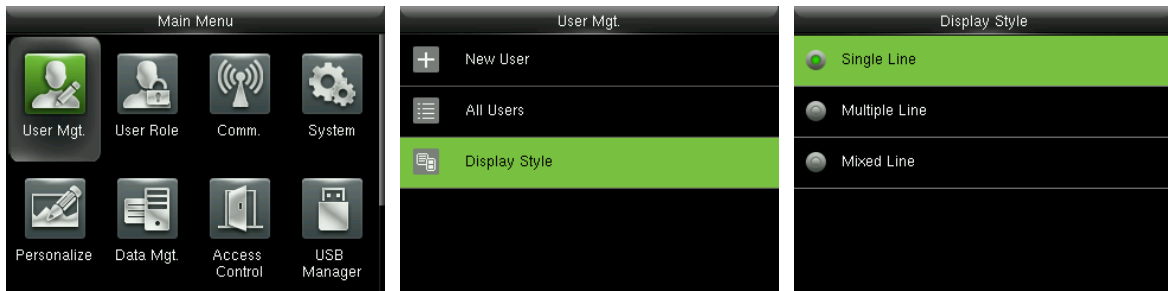 Main Menu
User Mgt.
User Role
Comm.
System
Personalize
Data Mgt.
Access
Control
USB
Manager
User Mgt.
New User
All Users
Display Style
Display Style
Single Line
Multiple Line
Mixed Line